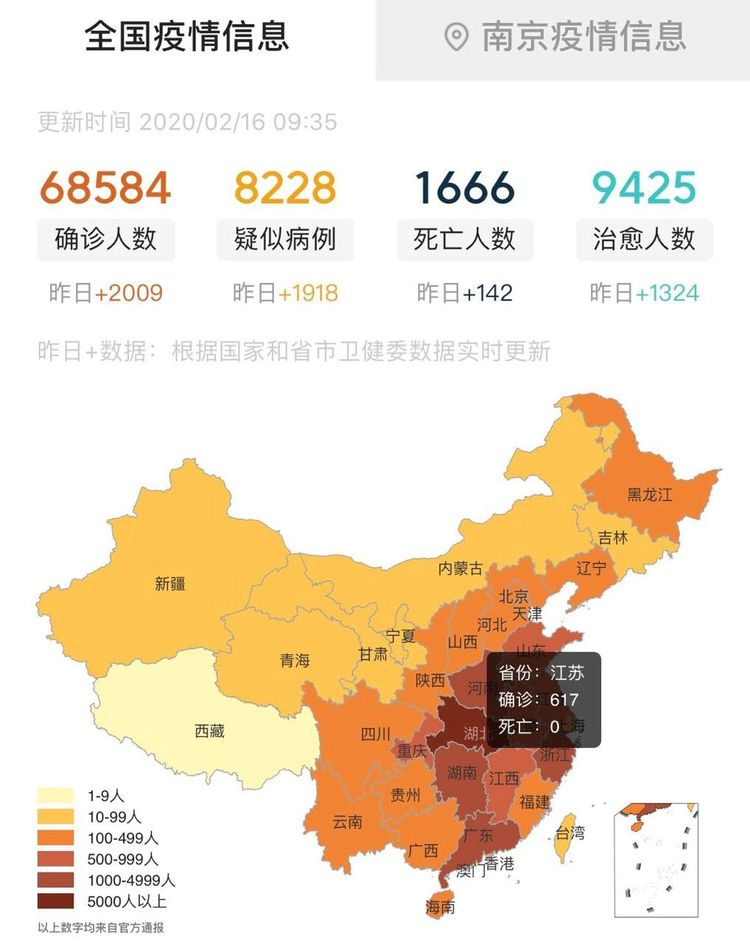 全国疫情信息
南京疫情信息
更新时间 2020/02/16 09:35
68584 8228 1666 9425
确诊人数 疑似病例 死亡人数 治愈人数
昨日+2009 昨日+1918 昨日+142 昨日+1324
昨日+数据：根据国家和省市卫健委数据实时更新
黑龙江
吉林
内蒙古 辽宁
新疆
北京
天津
河北
宁夏 山西
山东
青海 甘肃
省份：江苏
陕西 河南
确诊：617
死亡：0
上海
西藏 四川 湖北
重庆 浙江
湖南 江西
贵州
福建
云南
台湾
广东
广西
香港
澳门
海南
1-9人
10-99人
100-499人
500-999人
1000-4999人
5000人以上
以上数字均来自官方通报